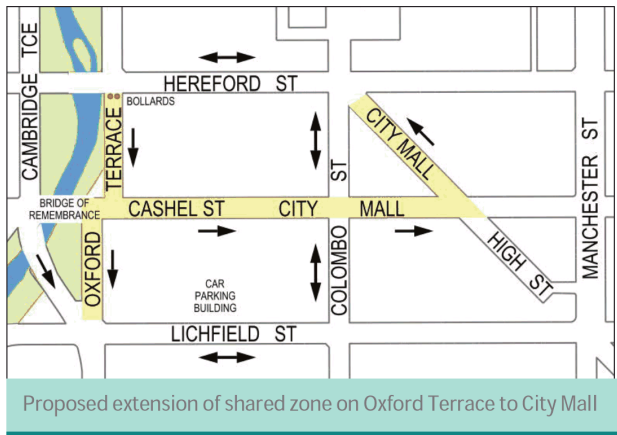 CAMBRIDGE TCE
HEREFORD ST
BOLLARDS
OXFORD TERRACE
CITY MALL
BRIDGE OF
REMEMBRANCE
CASHEL ST CITY MALL
COLOMBO ST
HIGH ST
MANCHESTER ST
CAR
PARKING
BUILDING
LICHFIELD ST
Proposed extension of shared zone on Oxford Terrace to City Mall